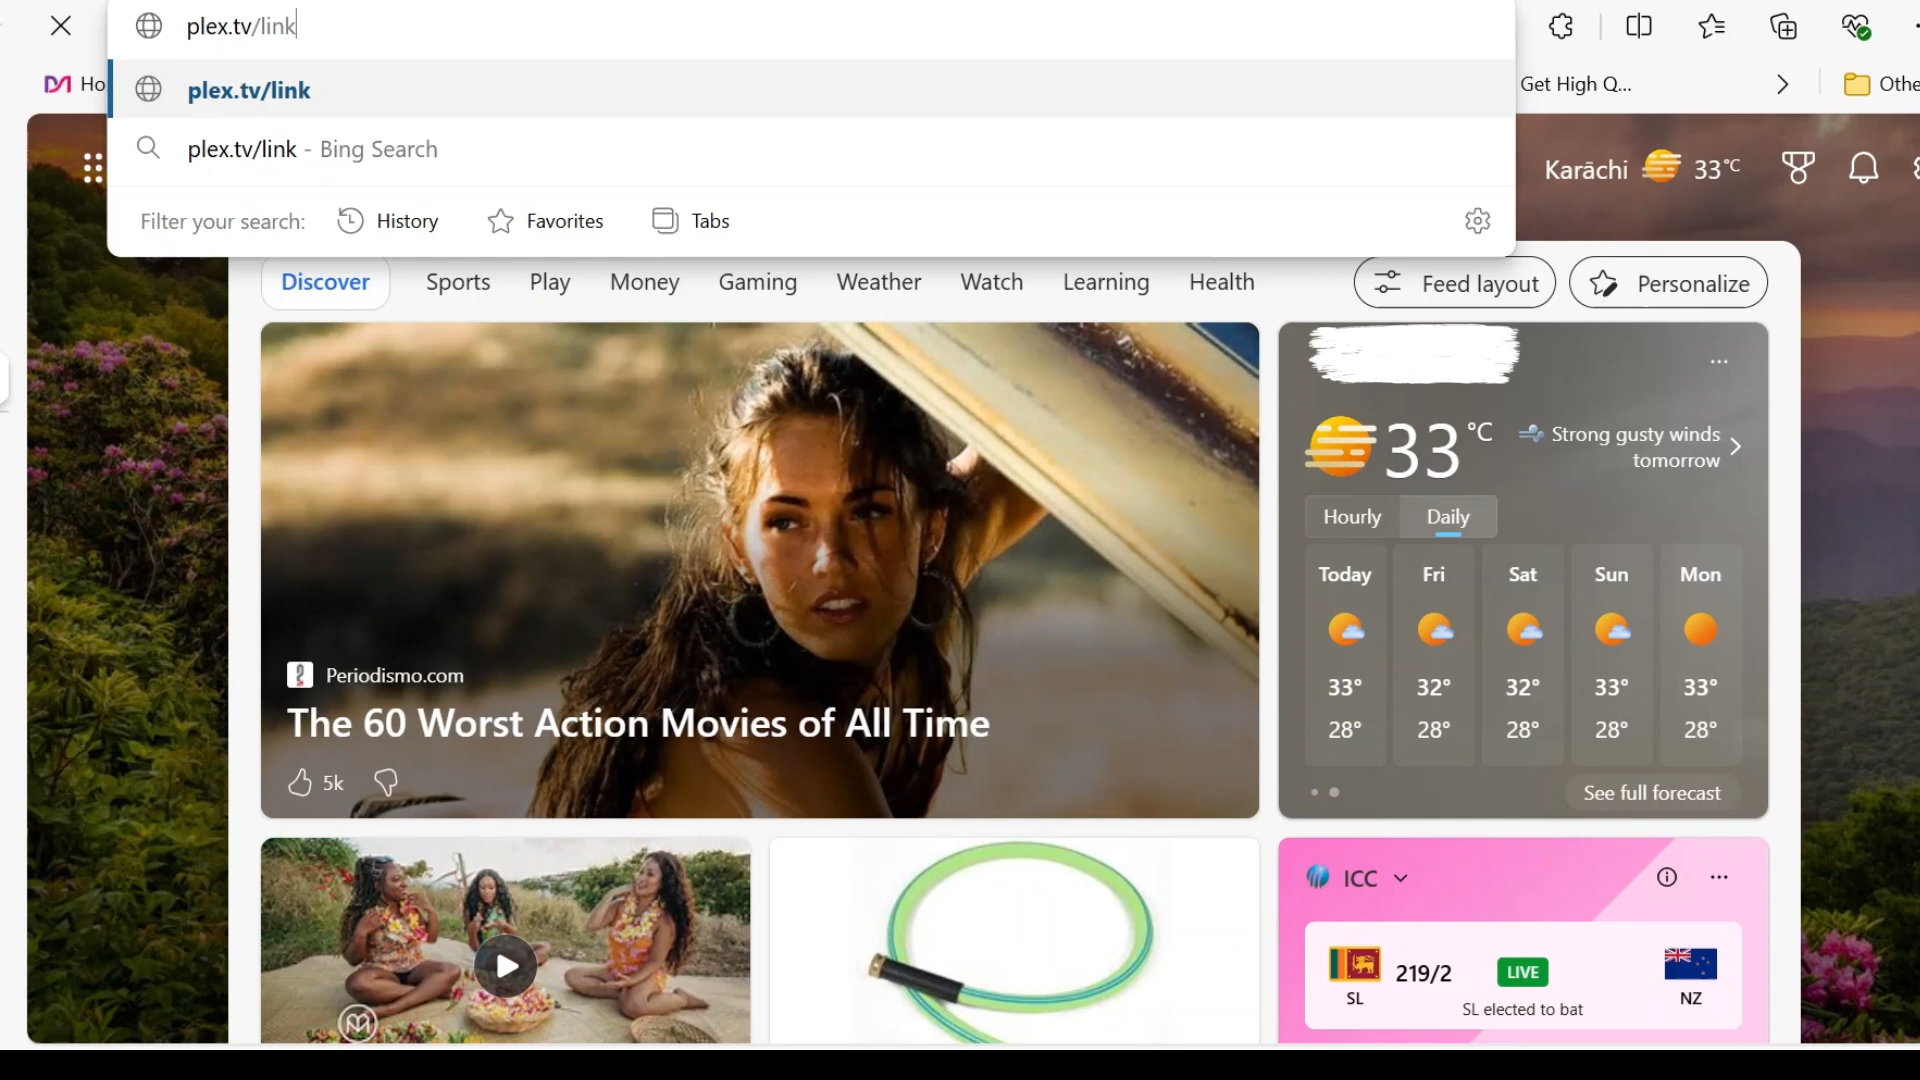 plex.tv/link
plex.tv/link
plex.tv/link - Bing Search
Filter your search: History Favorites Tabs
Ho
Get High Q...
Othe
Karāchi 33°C
Discover Sports Play Money Gaming Weather Watch Learning Health
Feed layout Personalize
Periodismo.com
The 60 Worst Action Movies of All Time
5k
33°C
Strong gusty winds
tomorrow
Hourly Daily
Today Fri Sat Sun Mon
33° 32° 32° 33° 33°
28° 28° 28° 28° 28°
See full forecast
ICC
219/2 LIVE
SL NZ
SL elected to bat